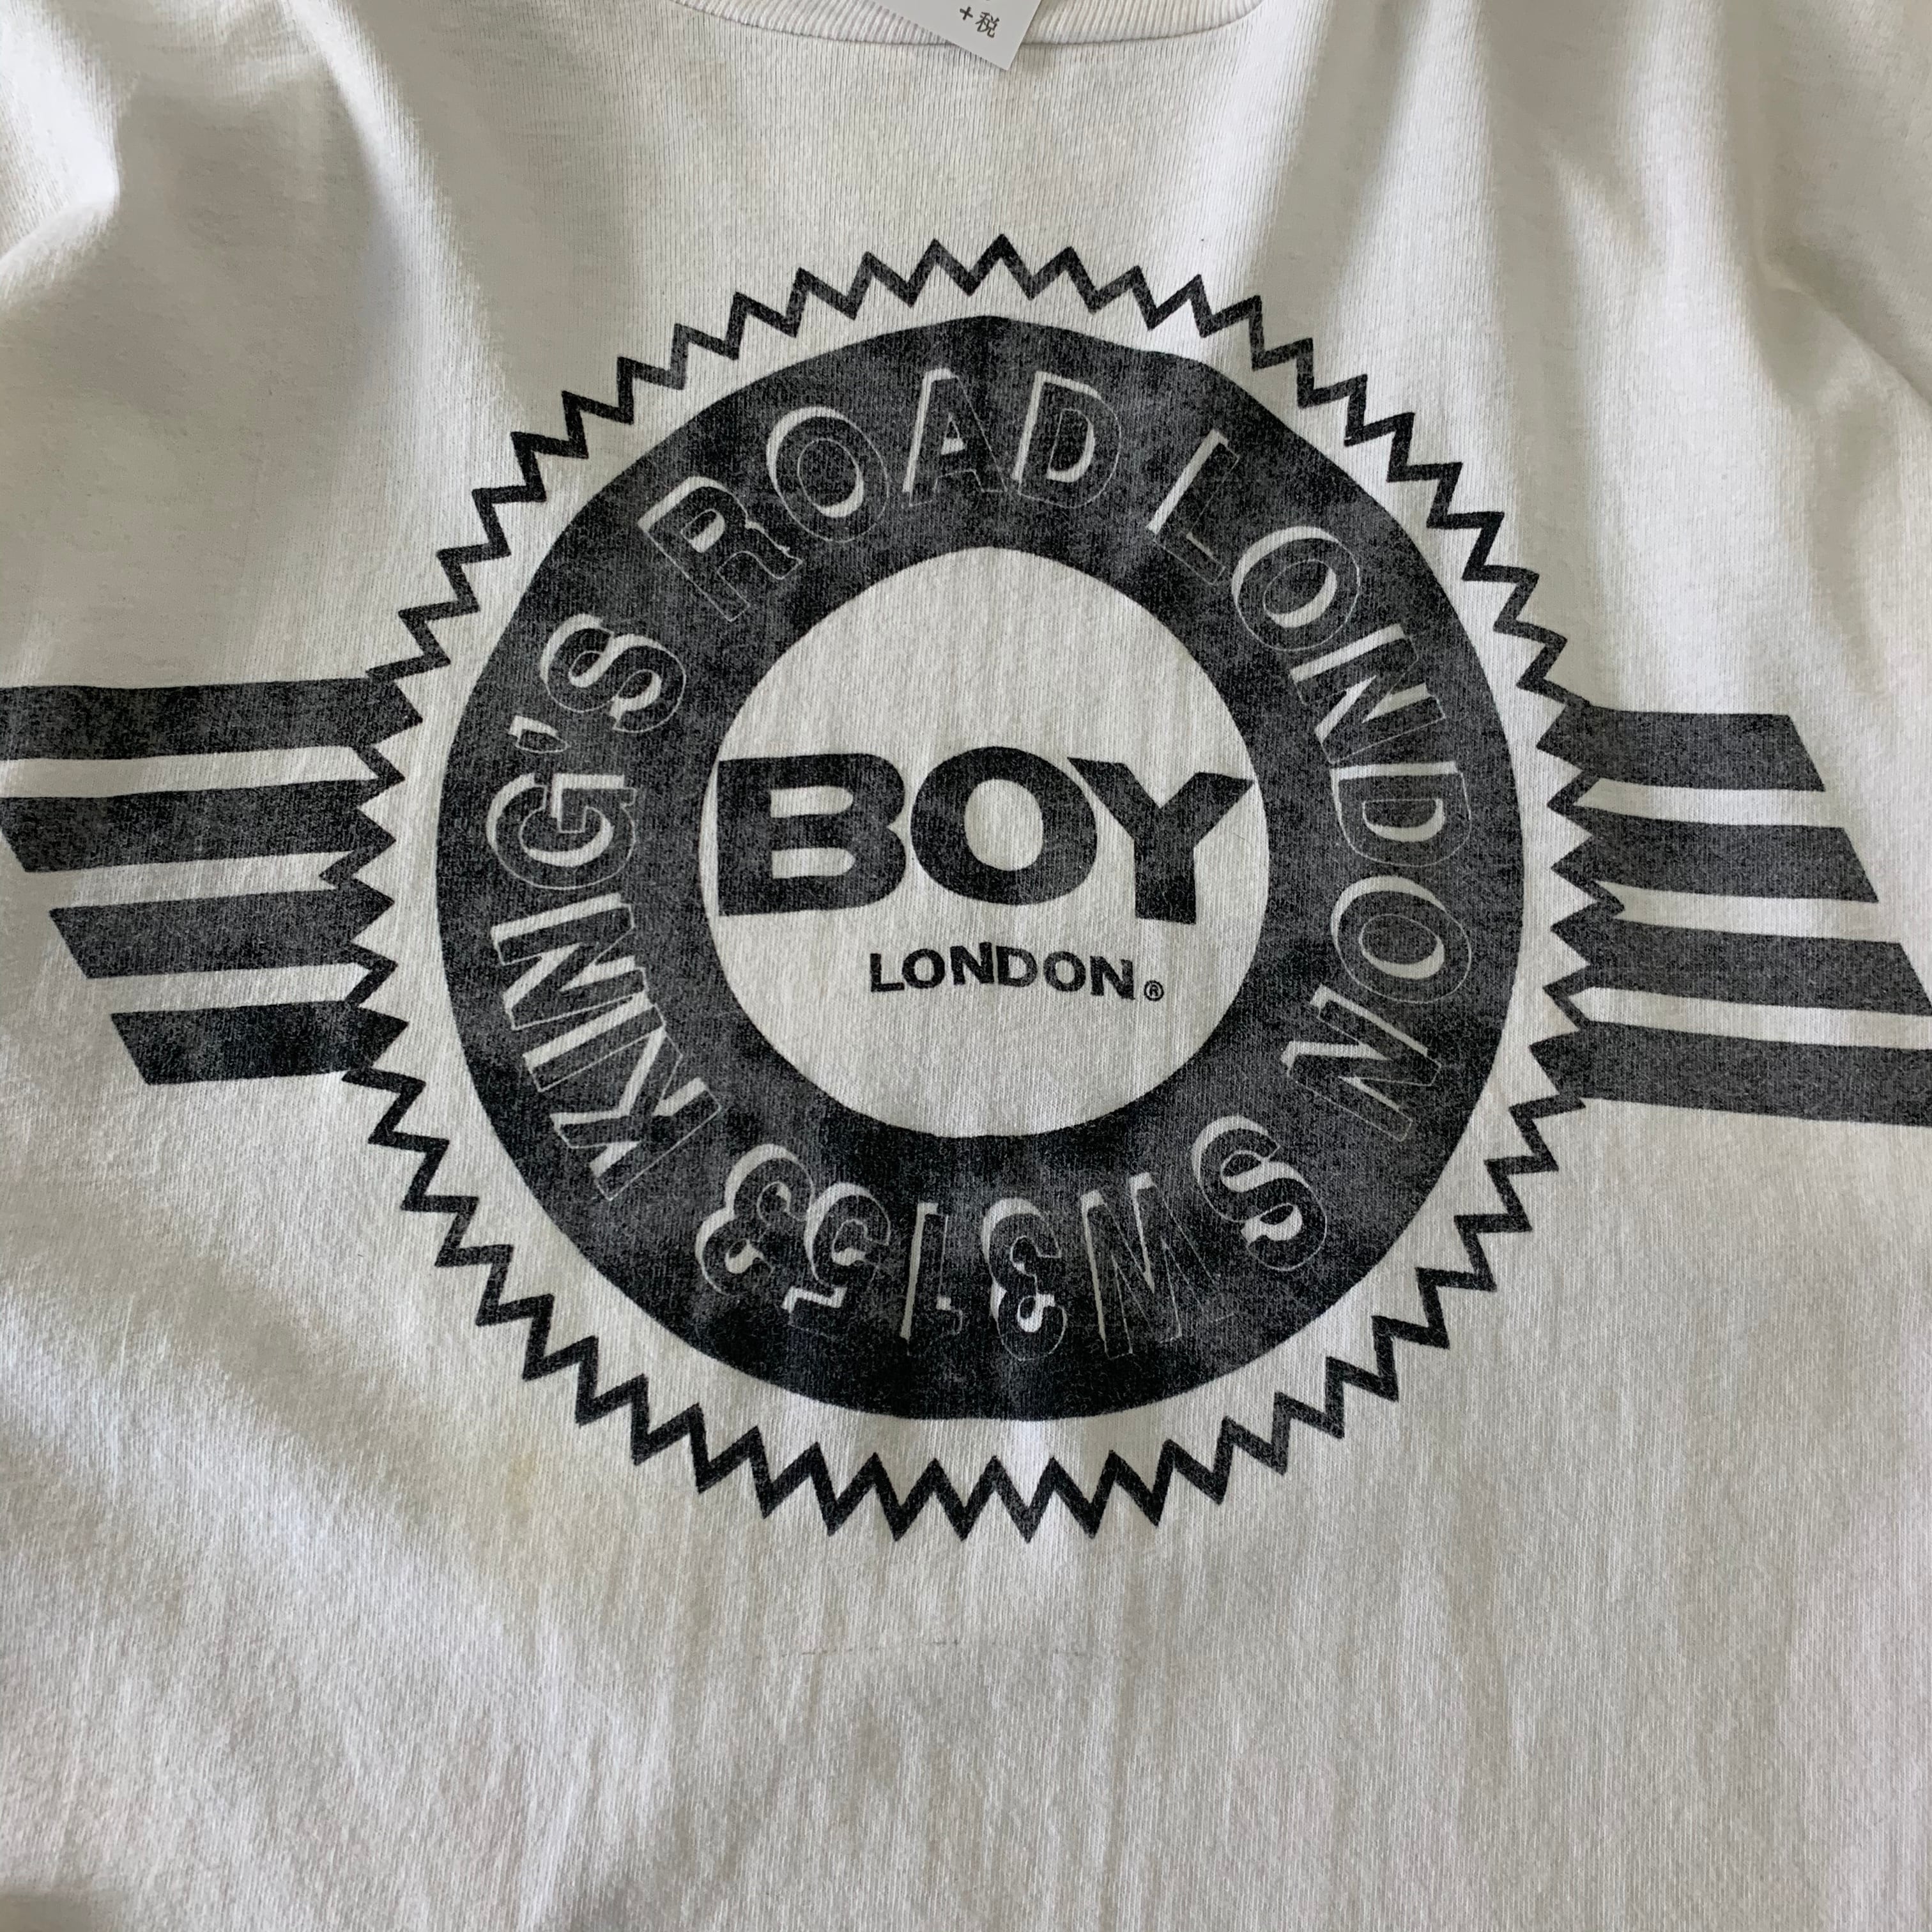 +税
153 KING'S ROAD LONDON SW3
BOY
LONDON®